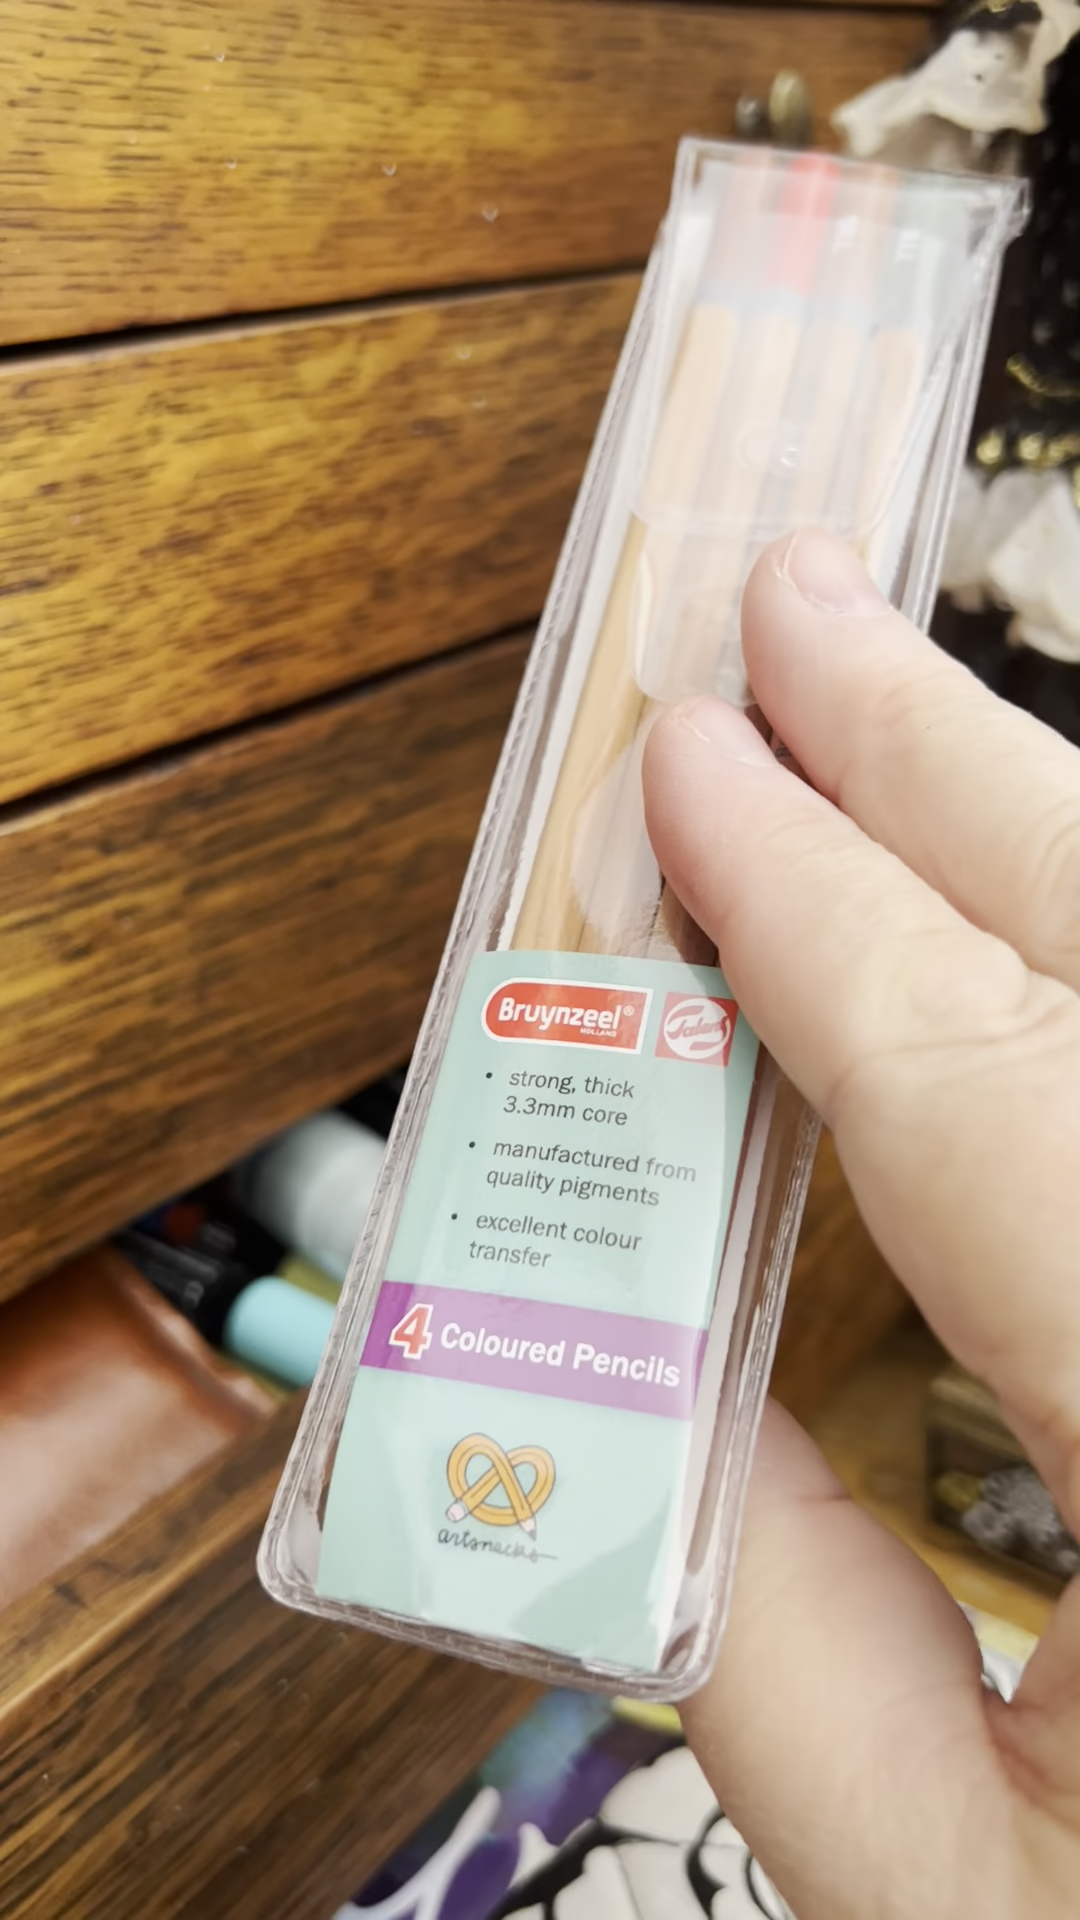 Bruynzeel®
HOLLAND
Talens
• strong, thick
3.3mm core
• manufactured from
quality pigments
• excellent colour
transfer
4 Coloured Pencils
artsnacks